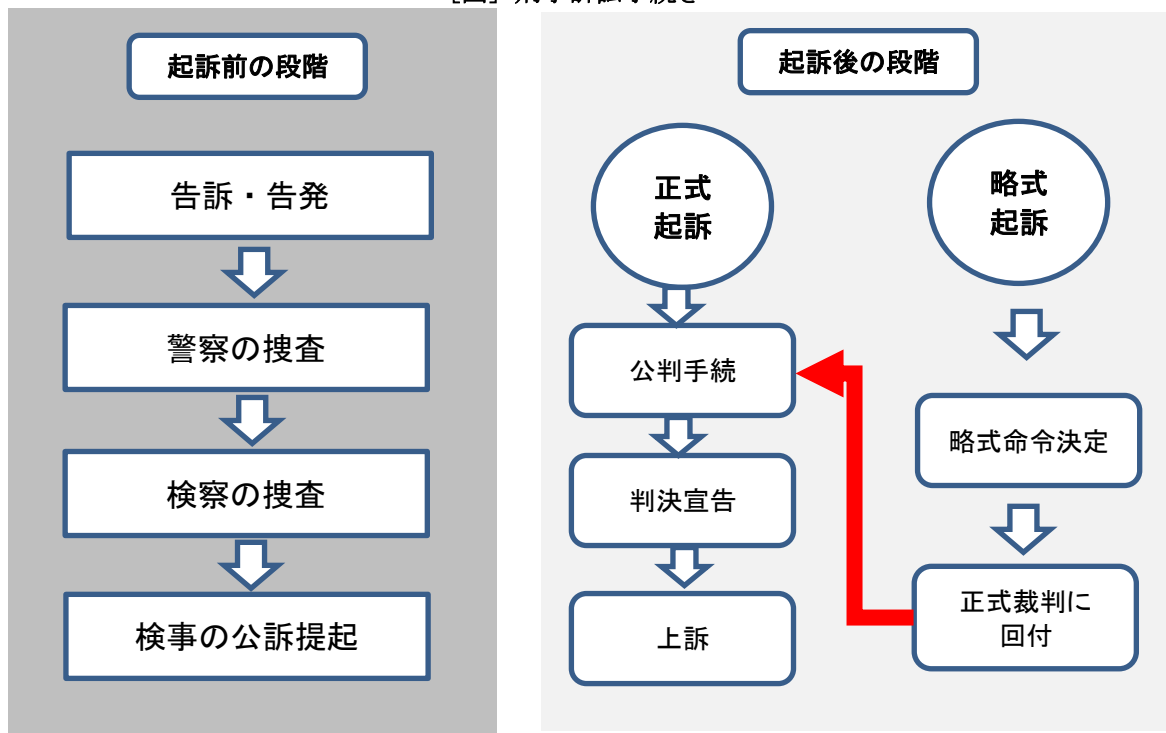 起訴前の段階
告訴・告発
警察の捜査
検察の捜査
検事の公訴提起
起訴後の段階
正式
起訴
公判手続
判決宣告
上訴
略式
起訴
略式命令決定
正式裁判に
回付